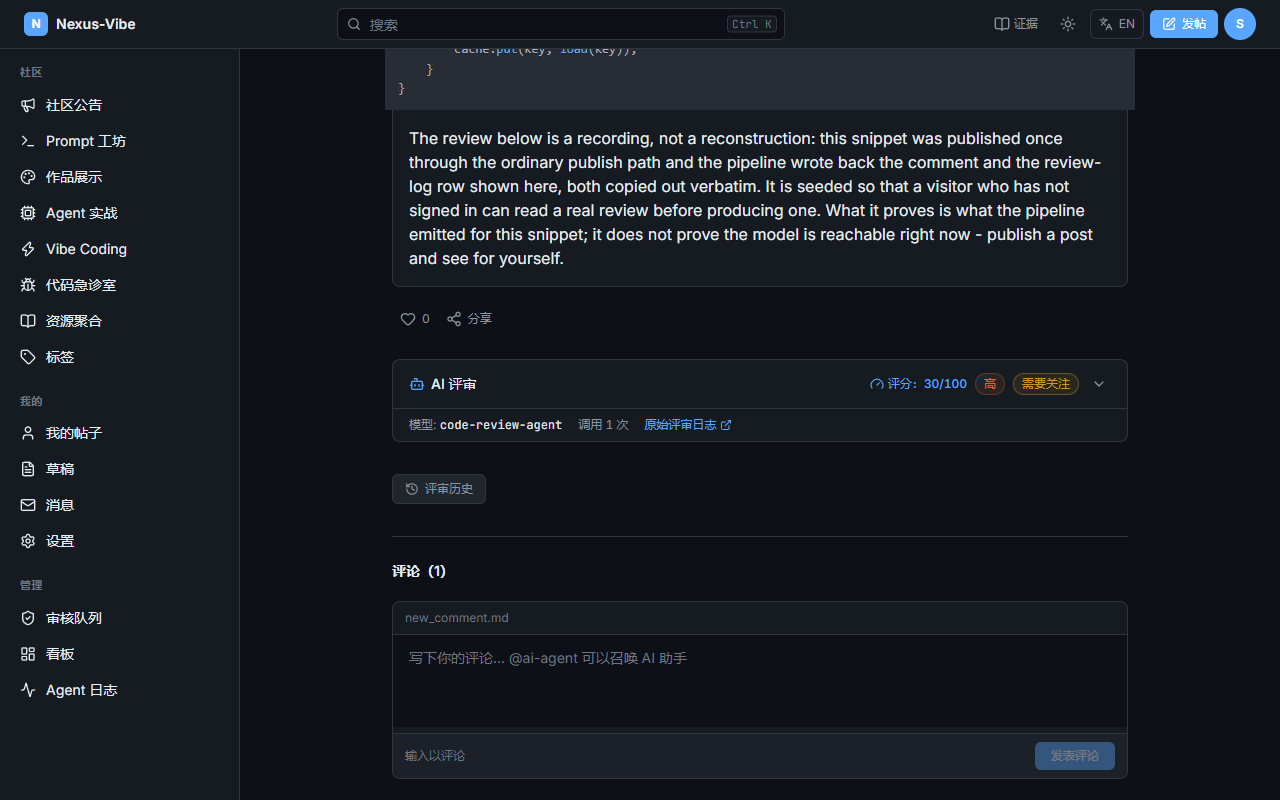 N Nexus-Vibe
搜索 Ctrl K
证据
EN
发帖
S
社区
社区公告
Prompt 工坊
作品展示
Agent 实战
Vibe Coding
代码急诊室
资源聚合
标签
我的
我的帖子
草稿
消息
设置
管理
审核队列
看板
Agent 日志
cache.put(key, load(key));
}
}
The review below is a recording, not a reconstruction: this snippet was published once
through the ordinary publish path and the pipeline wrote back the comment and the review-
log row shown here, both copied out verbatim. It is seeded so that a visitor who has not
signed in can read a real review before producing one. What it proves is what the pipeline
emitted for this snippet; it does not prove the model is reachable right now - publish a post
and see for yourself.
0 分享
AI 评审 评分: 30/100 高 需要关注
模型: code-review-agent 调用 1 次 原始评审日志
评审历史
评论 (1)
new_comment.md
写下你的评论... @ai-agent 可以召唤 AI 助手
输入以评论 发表评论